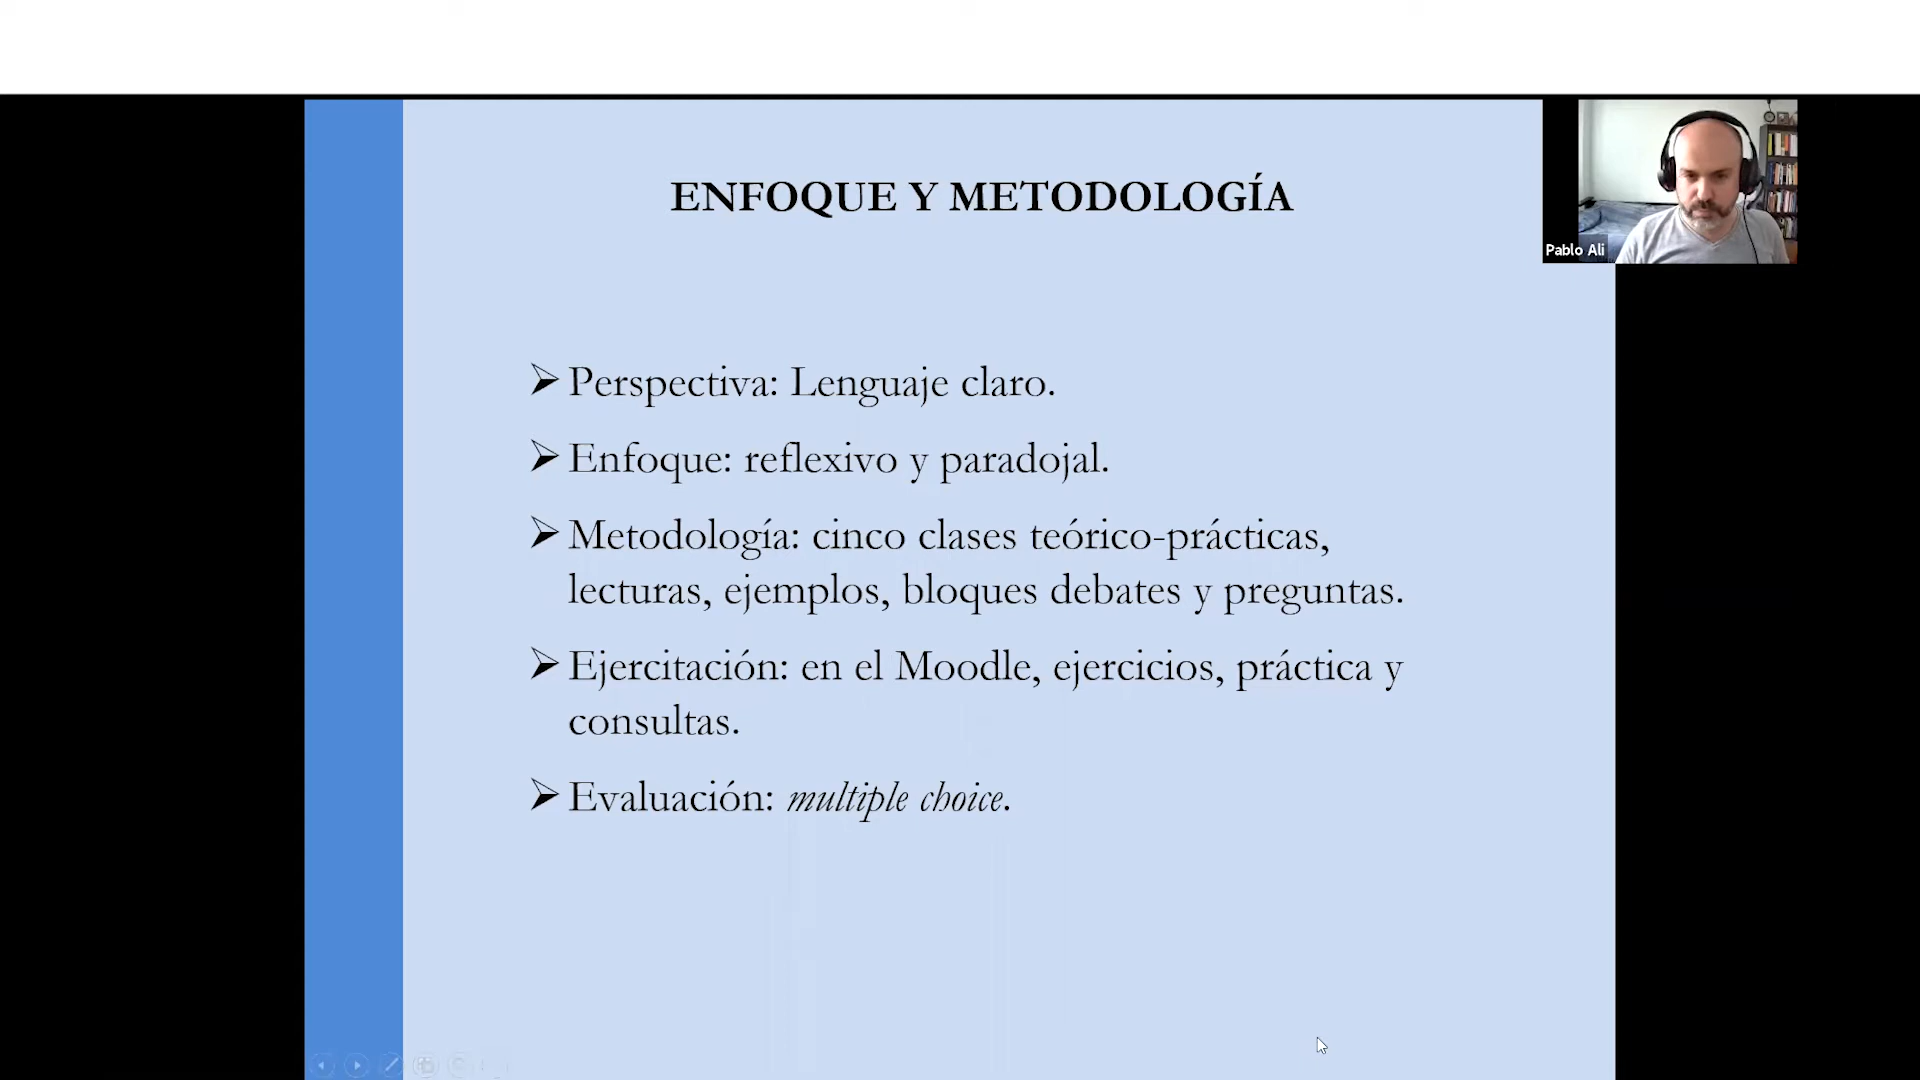 ENFOQUE Y METODOLOGÍA
Pablo Ali
➢ Perspectiva: Lenguaje claro.
➢ Enfoque: reflexivo y paradojal.
➢ Metodología: cinco clases teórico-prácticas,
lecturas, ejemplos, bloques debates y preguntas.
➢ Ejercitación: en el Moodle, ejercicios, práctica y
consultas.
➢ Evaluación: multiple choice.